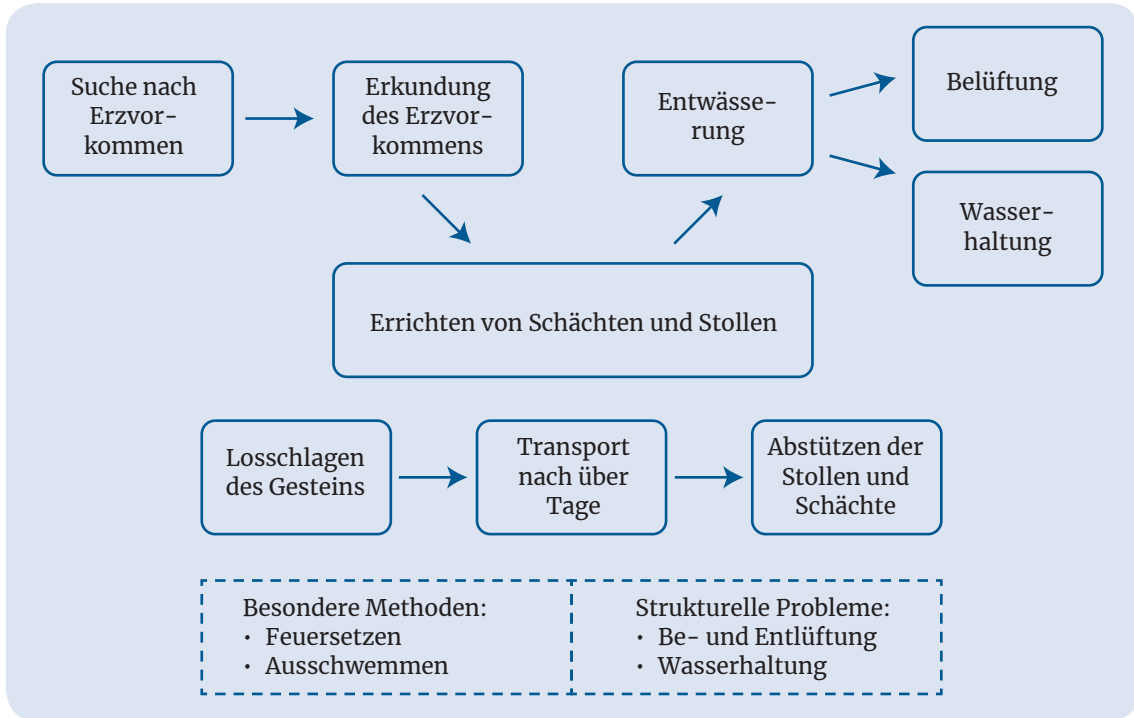 Suche nach
Erzvor-
kommen
Erkundung
des Erzvor-
kommens
Entwässe-
rung
Belüftung
Wasser-
haltung
Errichten von Schächten und Stollen
Losschlagen
des Gesteins
Transport
nach über
Tage
Abstützen der
Stollen und
Schächte
Besondere Methoden:
· Feuersetzen
· Ausschwemmen
Strukturelle Probleme:
· Be- und Entlüftung
· Wasserhaltung